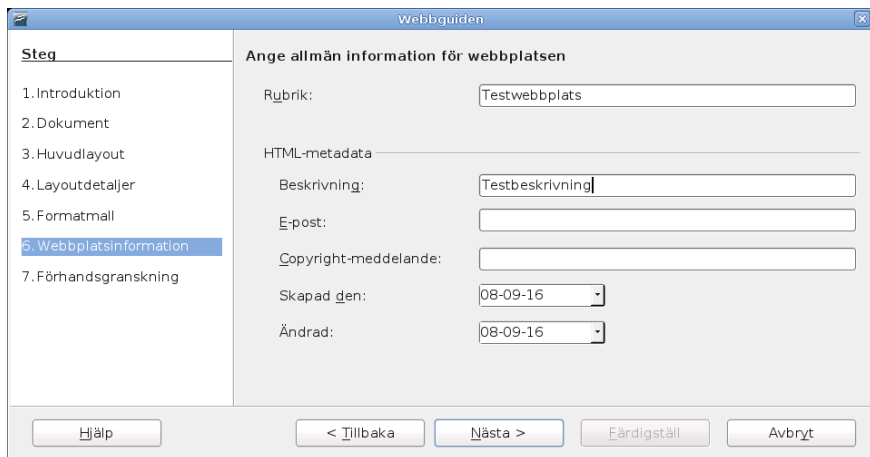 Webbguiden
Steg
1. Introduktion
2. Dokument
3. Huvudlayout
4. Layoutdetaljer
5. Formatmall
6. Webbplatsinformation
7. Förhandsgranskning
Ange allmän information för webbplatsen
Rubrik: Testwebbplats
HTML-metadata
Beskrivning: Testbeskrivning
E-post:
Copyright-meddelande:
Skapad den: 08-09-16
Ändrad: 08-09-16
Hjälp < Tillbaka Nästa > Färdigställ Avbryt